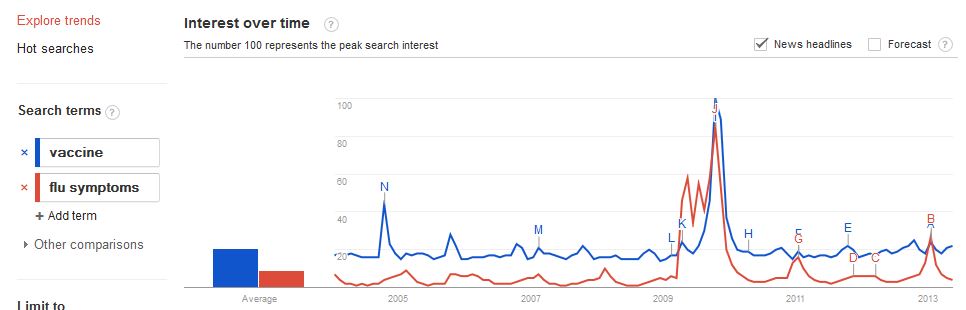 Explore trends
Hot searches
Interest over time ?
The number 100 represents the peak search interest
News headlines
Forecast ?
Search terms ?
× vaccine
× flu symptoms
+ Add term
Other comparisons
Limit to
100
80
60
40
20
N
M
L
K
J
H
G
E
D
C
B
Average
2005
2007
2009
2011
2013